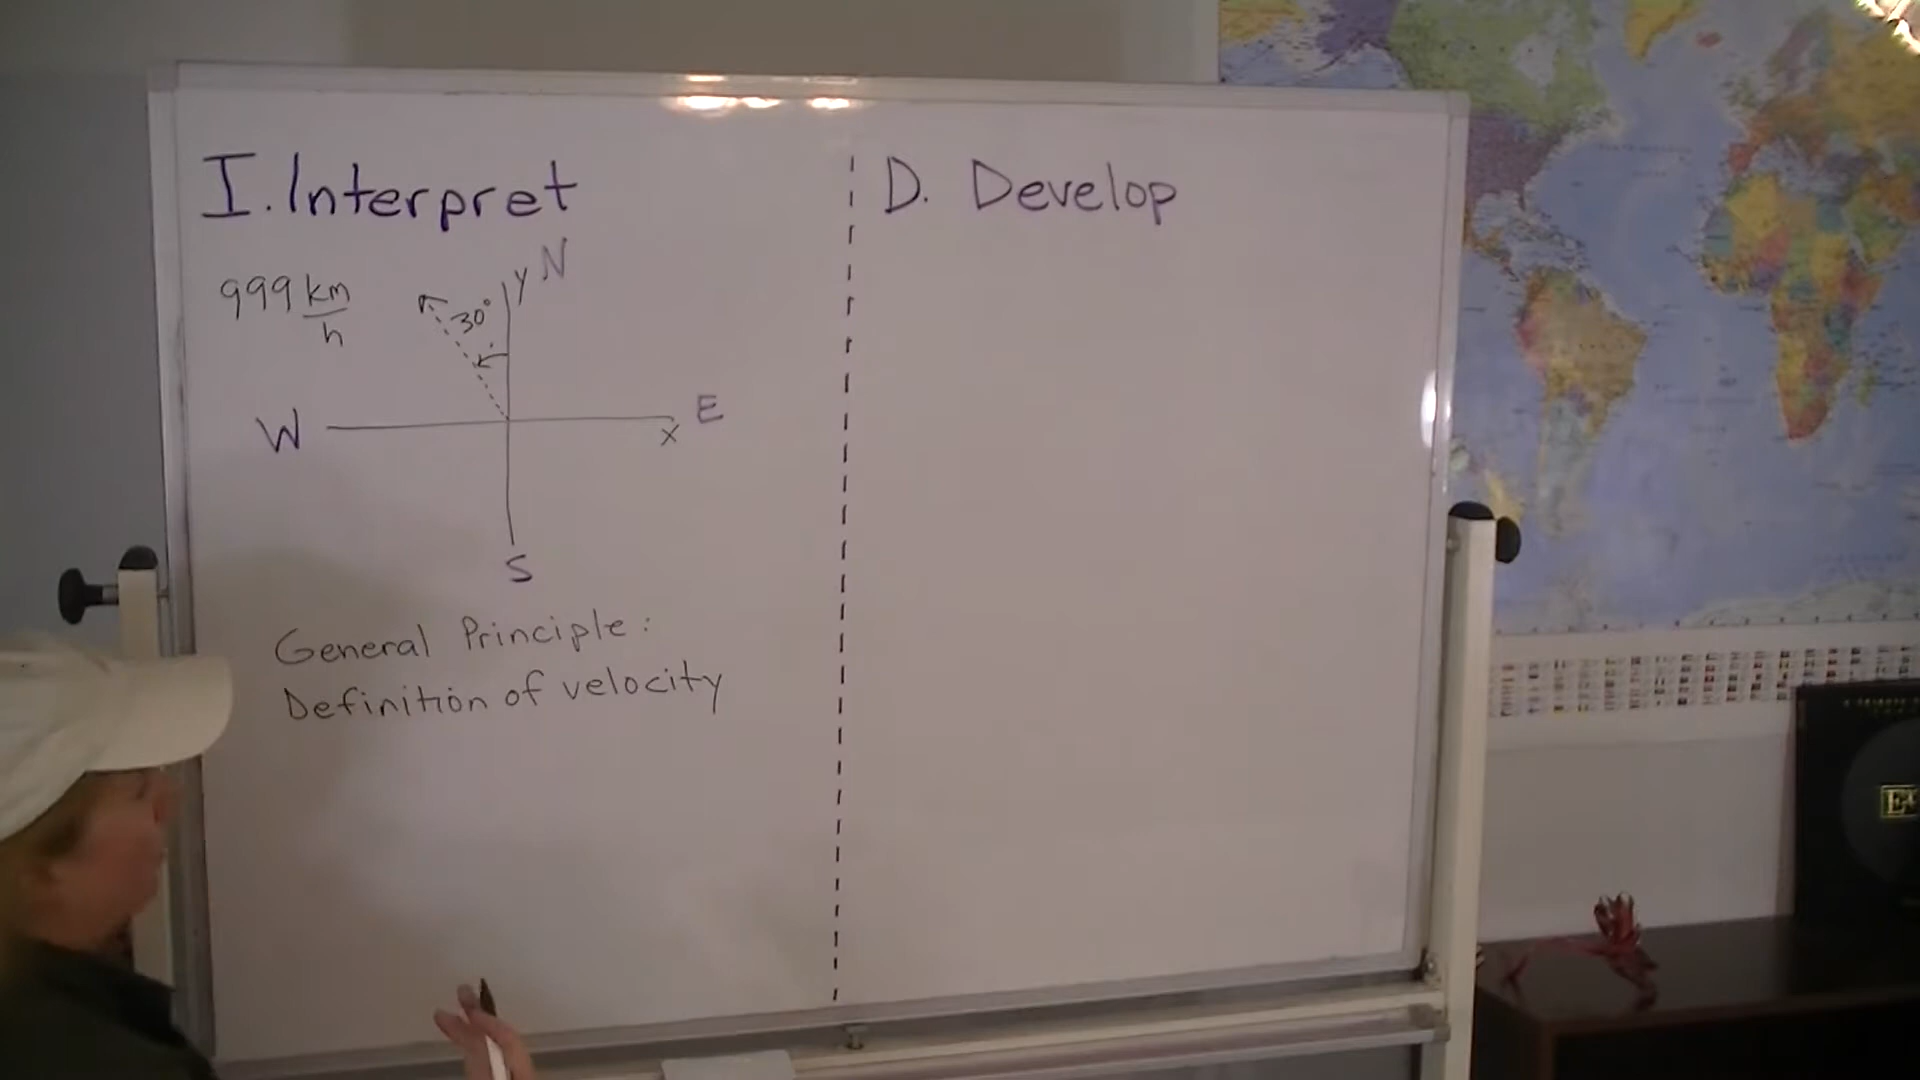 I. Interpret
999 km/h
30°
y N
W
E
x
S
General Principle:
Definition of velocity
D. Develop